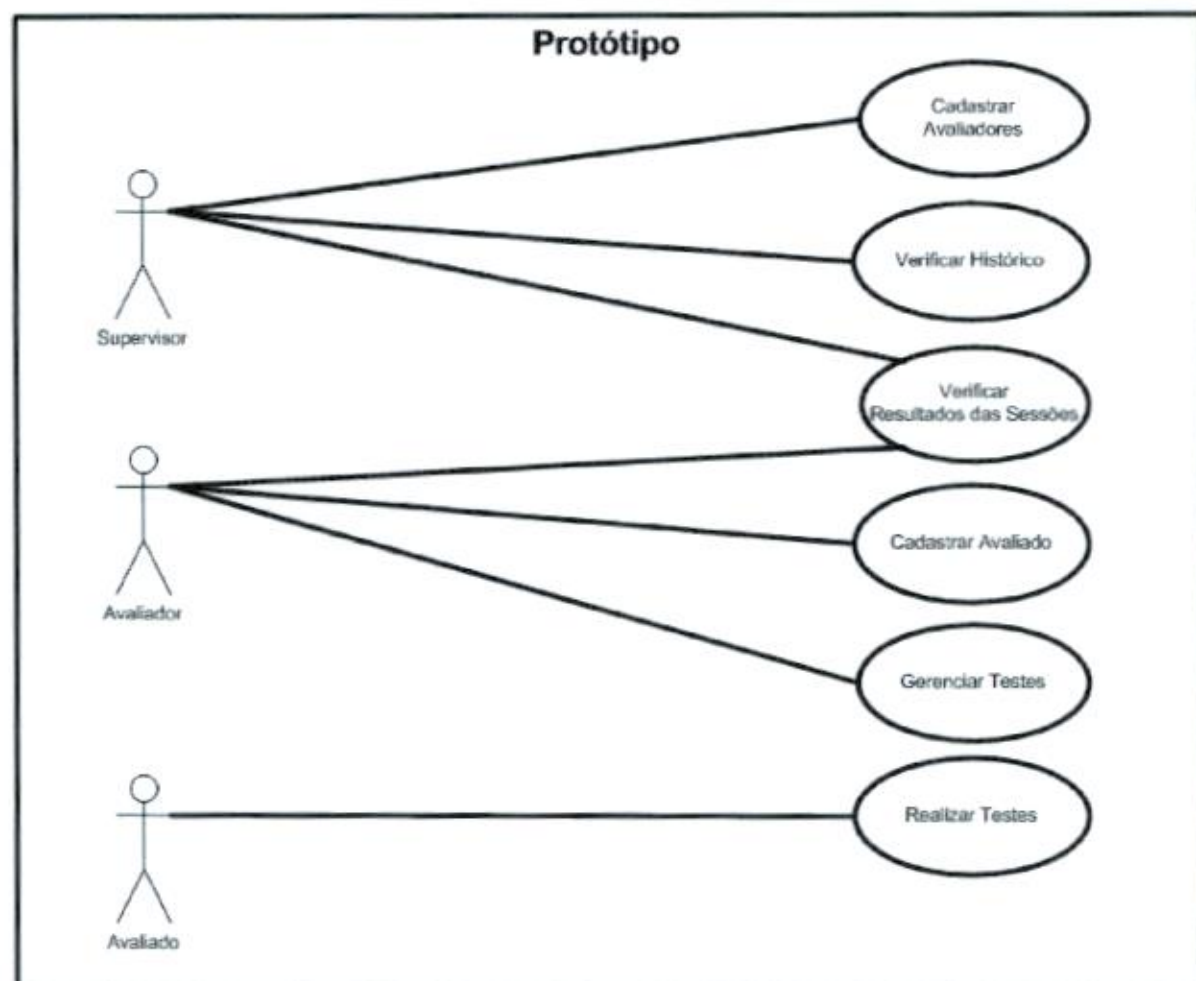 Protótipo
Cadastrar
Avaliadores
Verificar Histórico
Supervisor
Verificar
Resultados das Sessões
Cadastrar Avaliado
Avaliador
Gerenciar Testes
Realizar Testes
Avaliado